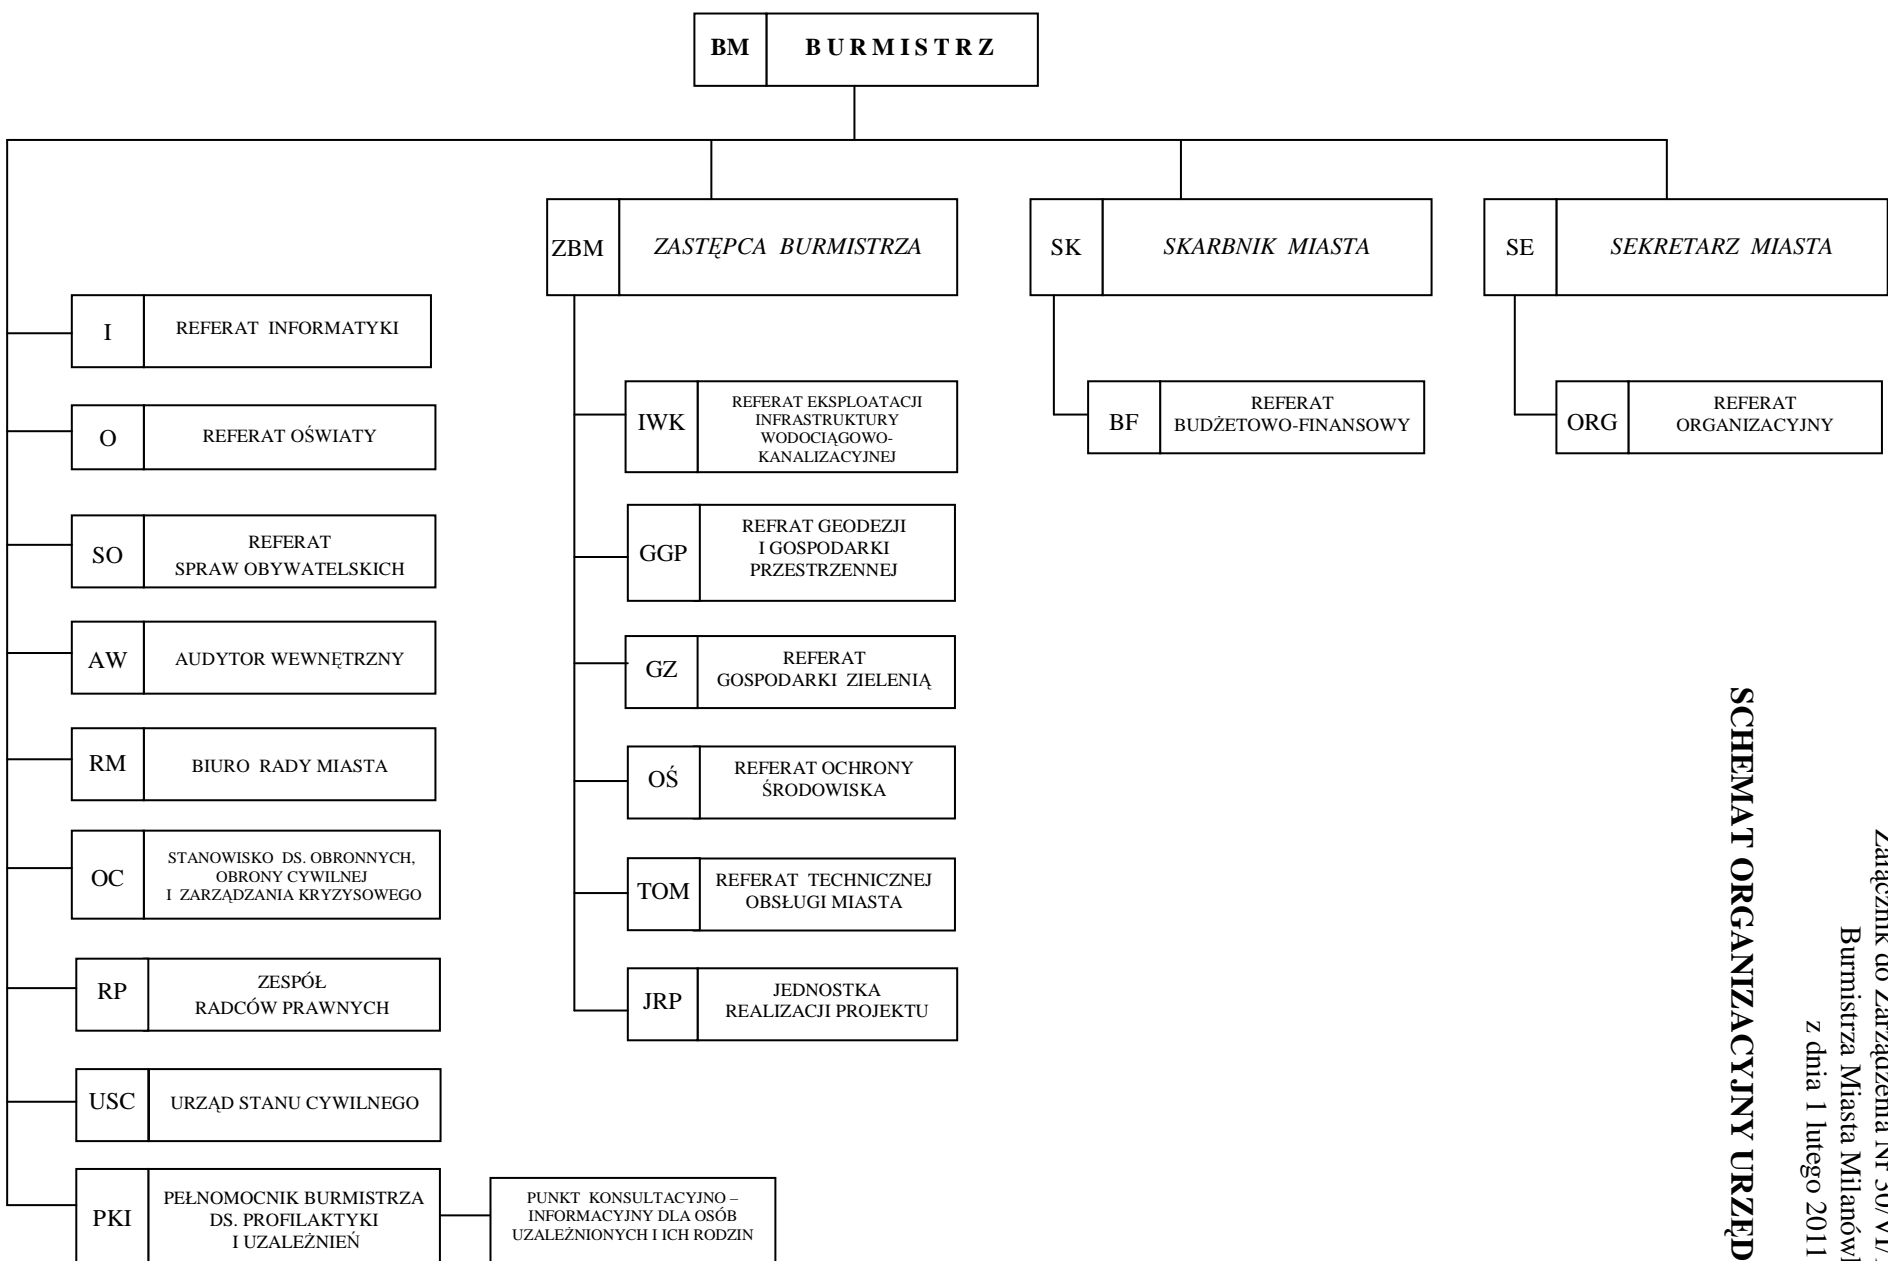 BM BURMISTRZ
ZBM ZASTĘPCA BURMISTRZA
SK SKARBNIK MIASTA
SE SEKRETARZ MIASTA
I REFERAT INFORMATYKI
O REFERAT OŚWIATY
SO REFERAT
SPRAW OBYWATELSKICH
AW AUDYTOR WEWNĘTRZNY
RM BIURO RADY MIASTA
OC STANOWISKO DS. OBRONNYCH,
OBRONY CYWILNEJ
I ZARZĄDZANIA KRYZYSOWEGO
RP ZESPÓŁ
RADCÓW PRAWNYCH
USC URZĄD STANU CYWILNEGO
PKI PEŁNOMOCNIK BURMISTRZA
DS. PROFILAKTYKI
I UZALEŻNIEŃ
PUNKT KONSULTACYJNO –
INFORMACYJNY DLA OSÓB
UZALEŻNIONYCH I ICH RODZIN
IWK REFERAT EKSPLOATACJI
INFRASTRUKTURY
WODOCIĄGOWO-
KANALIZACYJNEJ
GGP REFRAT GEODEZJI
I GOSPODARKI
PRZESTRZENNEJ
GZ REFERAT
GOSPODARKI ZIELENIĄ
OŚ REFERAT OCHRONY
ŚRODOWISKA
TOM REFERAT TECHNICZNEJ
OBSŁUGI MIASTA
JRP JEDNOSTKA
REALIZACJI PROJEKTU
BF REFERAT
BUDŻETOWO-FINANSOWY
ORG REFERAT
ORGANIZACYJNY
Załącznik do Zarządzenia Nr
Burmistrza Miasta
z dnia 1 lutego 2011
SCHEMAT ORGANIZACYJNY